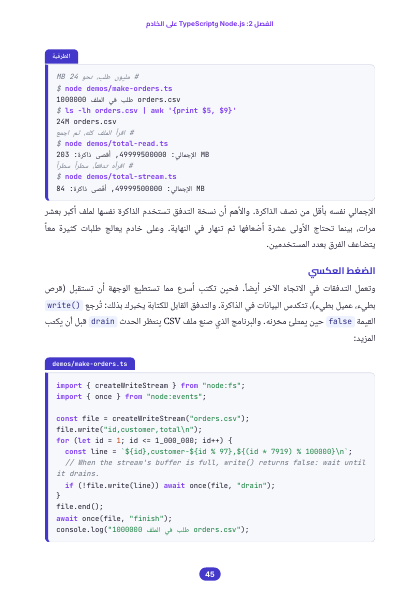 الفصل 2: Node.js وTypeScript على الخادم
الطرفية
# مليون طلب، نحو 24 MB
$ node demos/make-orders.ts
1000000 طلب في الملف orders.csv
$ ls -lh orders.csv | awk '{print $5, $9}'
24M orders.csv
# اقرأ الملف كله، ثم اجمع
$ node demos/total-read.ts
الإجمالي: 49999500000, أقصى ذاكرة: 203 MB
# اقرأه تدفقاً، سطراً سطراً
$ node demos/total-stream.ts
الإجمالي: 49999500000, أقصى ذاكرة: 84 MB
الإجمالي نفسه بأقل من نصف الذاكرة. والأهم أن نسخة التدفق تستخدم الذاكرة نفسها لملف أكبر بعشر
مرات، بينما تحتاج الأولى عشرة أضعافها ثم تنهار في النهاية. وعلى خادم يعالج طلبات كثيرة معاً
يتضاعف الفرق بعدد المستخدمين.
الضغط العكسي
وتعمل التدفقات في الاتجاه الآخر أيضاً. فحين تكتب أسرع مما تستطيع الوجهة أن تستقبل (قرص
بطيء، عميل بطيء)، تتكدس البيانات في الذاكرة. والتدفق القابل للكتابة يخبرك بذلك: تُرجع write()
القيمة false حين يمتلئ مخزنه. والبرنامج الذي صنع ملف CSV ينتظر الحدث drain قبل أن يكتب
المزيد:
demos/make-orders.ts
import { createWriteStream } from "node:fs";
import { once } from "node:events";
const file = createWriteStream("orders.csv");
file.write("id,customer,total\n");
for (let id = 1; id <= 1_000_000; id++) {
const line = `${id},customer-${id % 97},${(id * 7919) % 100000}\n`;
// When the stream's buffer is full, write() returns false: wait until
it drains.
if (!file.write(line)) await once(file, "drain");
}
file.end();
await once(file, "finish");
console.log("1000000 طلب في الملف orders.csv");
45